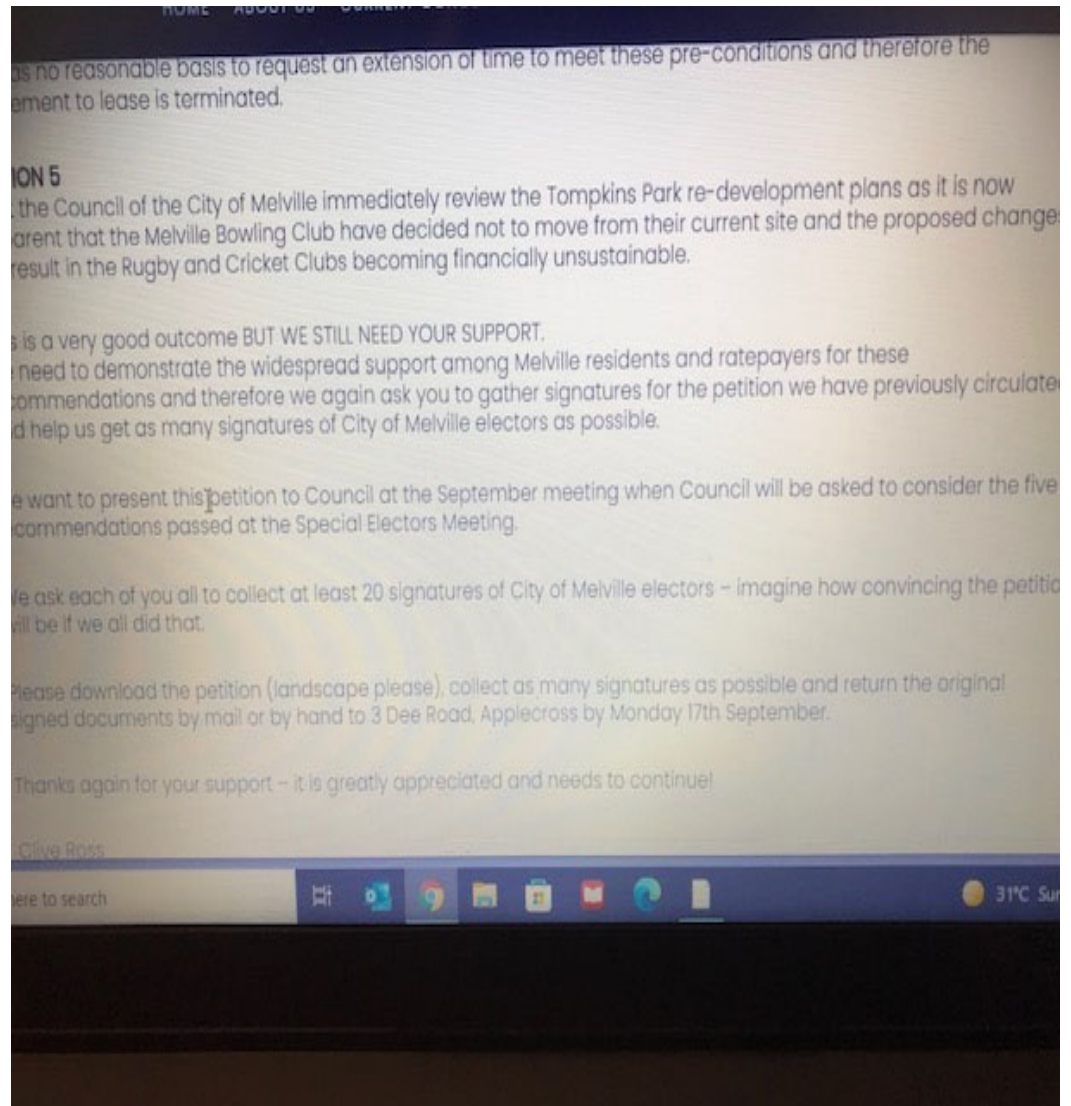 HOME ABOUT US
as no reasonable basis to request an extension of time to meet these pre-conditions and therefore the
ement to lease is terminated.
ION 5
the Council of the City of Melville immediately review the Tompkins Park re-development plans as it is now
arent that the Melville Bowling Club have decided not to move from their current site and the proposed change
result in the Rugby and Cricket Clubs becoming financially unsustainable.
s is a very good outcome BUT WE STILL NEED YOUR SUPPORT.
need to demonstrate the widespread support among Melville residents and ratepayers for these
commendations and therefore we again ask you to gather signatures for the petition we have previously circulate
d help us get as many signatures of City of Melville electors as possible.
e want to present this petition to Council at the September meeting when Council will be asked to consider the five
commendations passed at the Special Electors Meeting.
We ask each of you all to collect at least 20 signatures of City of Melville electors – imagine how convincing the petitio
will be if we all did that.
Please download the petition (landscape please), collect as many signatures as possible and return the original
signed documents by mail or by hand to 3 Dee Road, Applecross by Monday 17th September.
Thanks again for your support – it is greatly appreciated and needs to continue!
Clive Ross
ere to search
31°C Sun